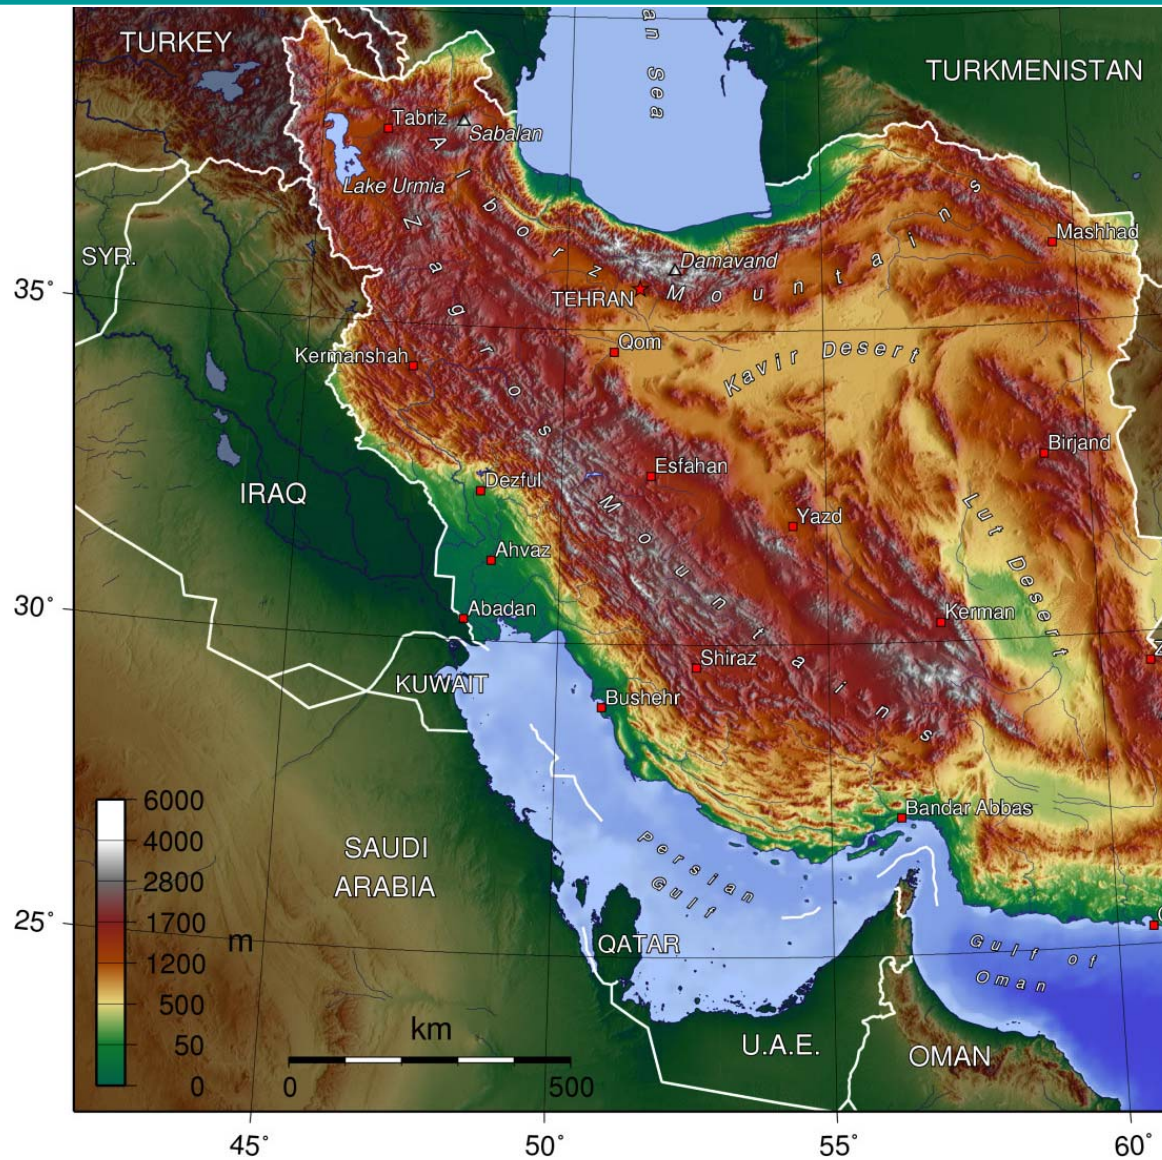 TURKEY
an Sea
TURKMENISTAN
Tabriz
Sabalan
Lake Urmia
Alborz Mountains
Mashhad
SYR.
Damavand
35°
TEHRAN
Zagros Mountains
Qom
Kermanshah
Kavir Desert
Birjand
Esfahan
Dezful
IRAQ
Yazd
Lut Desert
Ahvaz
30°
Abadan
Kerman
Shiraz
KUWAIT
Bushehr
6000
4000
2800
1700
1200
500
50
0
m
Bandar Abbas
SAUDI
ARABIA
Persian
Gulf
25°
QATAR
Gulf of
Oman
km
0 500
U.A.E.
OMAN
45° 50° 55° 60°